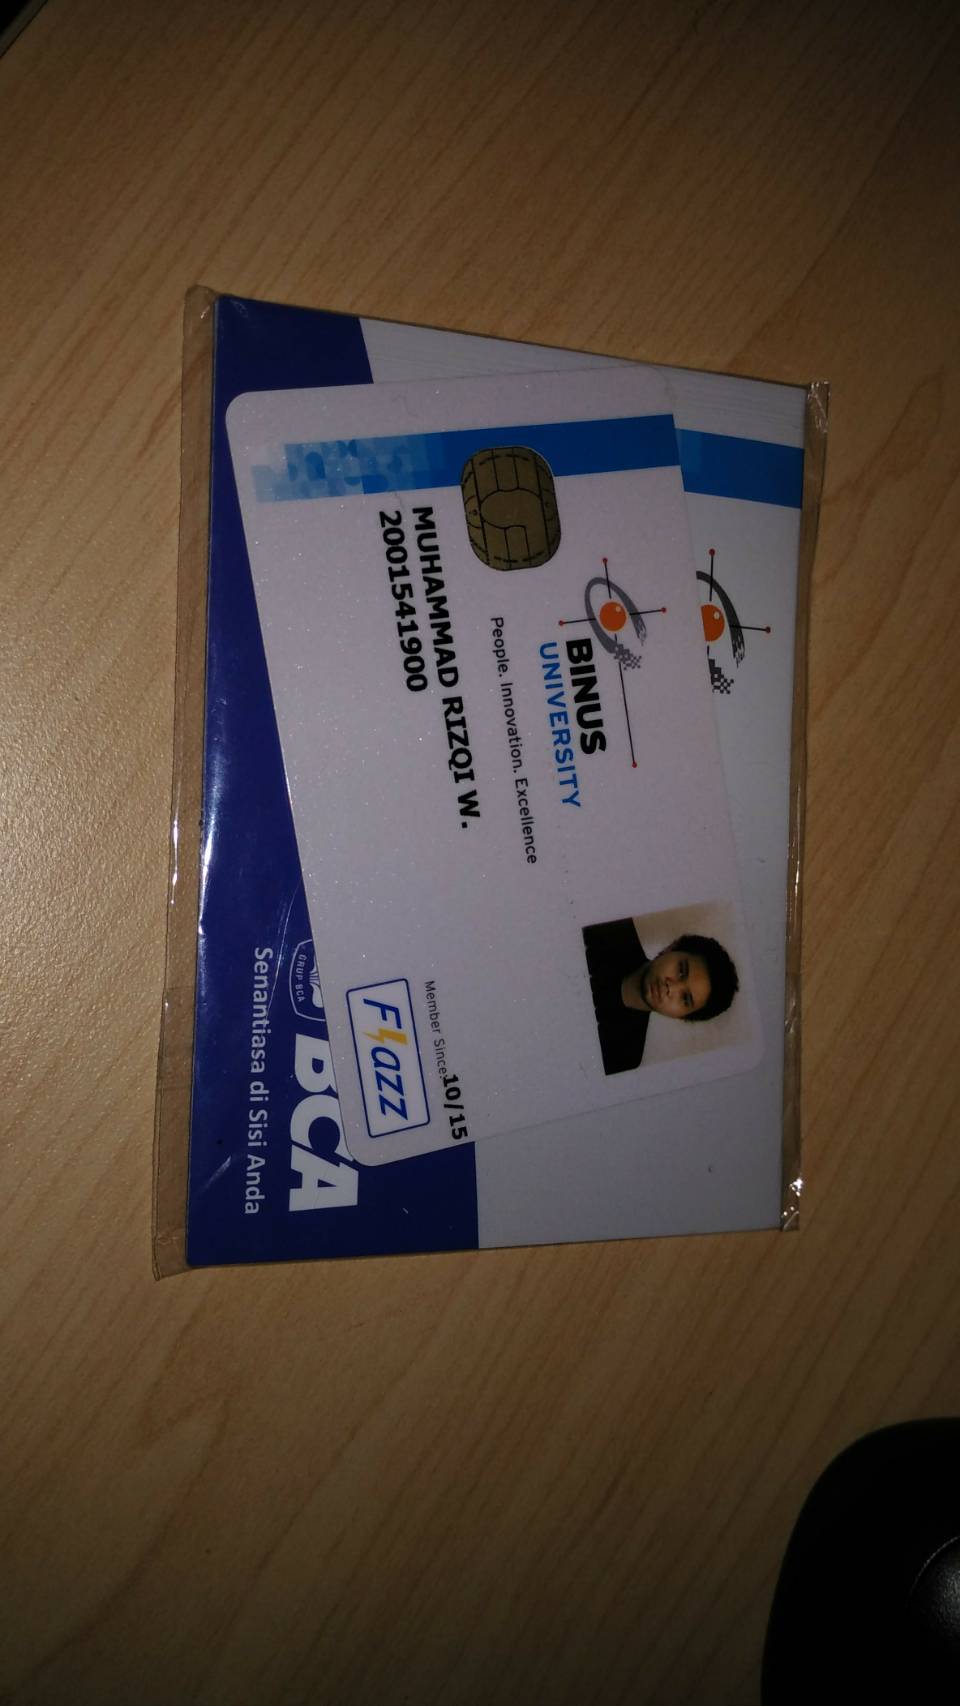 BINUS
UNIVERSITY
People. Innovation. Excellence
MUHAMMAD RIZQI W.
2001541900
Member Since:10/15
Flazz
GRUP BCA
BCA
Senantiasa di Sisi Anda